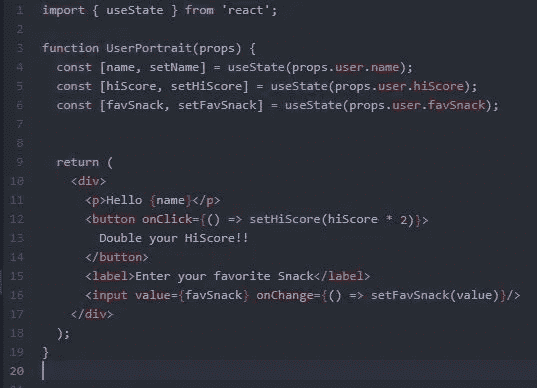 1 import { useState } from 'react';
2
3 function UserPortrait(props) {
4 const [name, setName] = useState(props.user.name);
5 const [hiScore, setHiScore] = useState(props.user.hiScore);
6 const [favSnack, setFavSnack] = useState(props.user.favSnack);
7
8
9 return (
10 <div>
11 <p>Hello {name}</p>
12 <button onClick={() => setHiScore(hiScore * 2)}>
13 Double your HiScore!!
14 </button>
15 <label>Enter your favorite Snack</label>
16 <input value={favSnack} onChange={() => setFavSnack(value)}/>
17 </div>
18 );
19 }
20